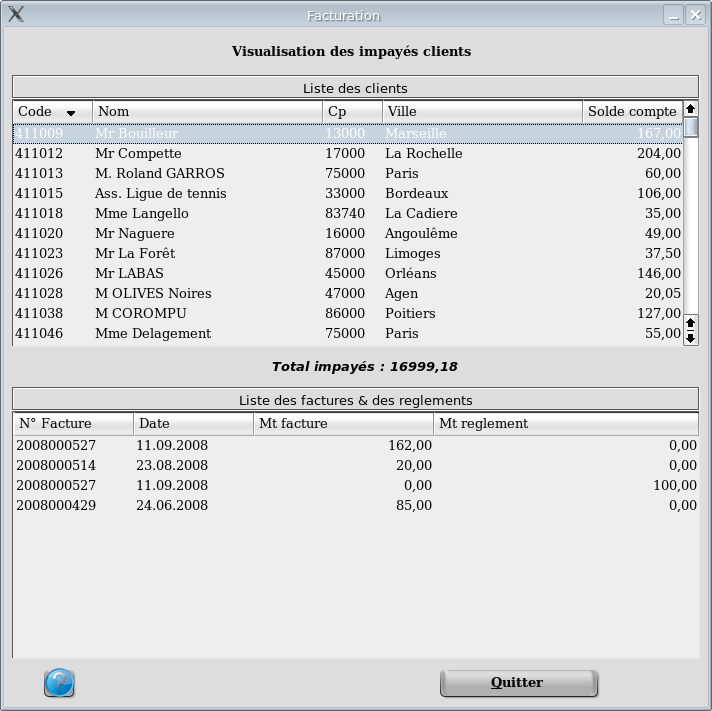 Facturation
Visualisation des impayés clients
Liste des clients
Code Nom Cp Ville Solde compte
411009 Mr Bouilleur 13000 Marseille 167,00
411012 Mr Compette 17000 La Rochelle 204,00
411013 M. Roland GARROS 75000 Paris 60,00
411015 Ass. Ligue de tennis 33000 Bordeaux 106,00
411018 Mme Langello 83740 La Cadiere 35,00
411020 Mr Naguere 16000 Angoulême 49,00
411023 Mr La Forêt 87000 Limoges 37,50
411026 Mr LABAS 45000 Orléans 146,00
411028 M OLIVES Noires 47000 Agen 20,05
411038 M COROMPU 86000 Poitiers 127,00
411046 Mme Delagement 75000 Paris 55,00
Total impayés : 16999,18
Liste des factures & des reglements
N° Facture Date Mt facture Mt reglement
2008000527 11.09.2008 162,00 0,00
2008000514 23.08.2008 20,00 0,00
2008000527 11.09.2008 0,00 100,00
2008000429 24.06.2008 85,00 0,00
? Quitter